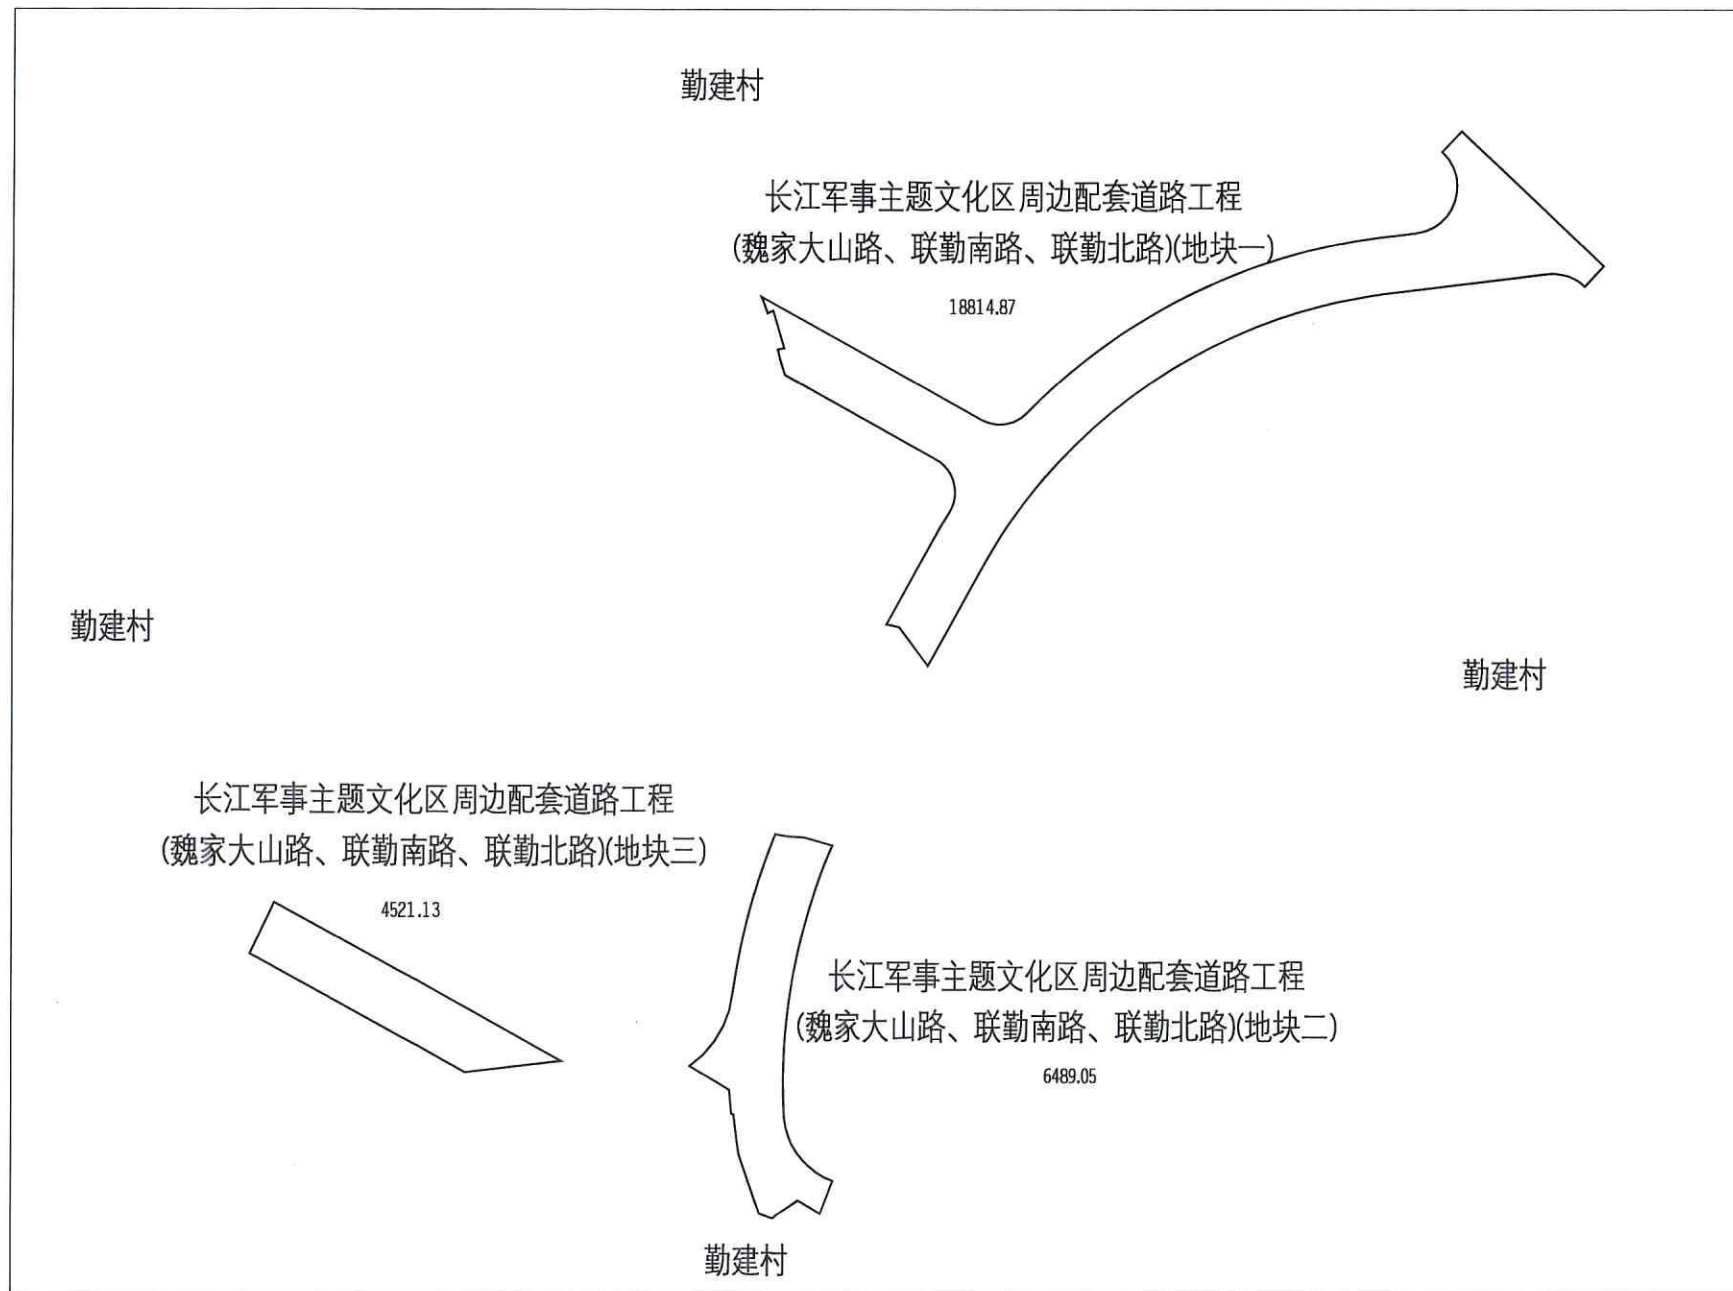 勤建村
长江军事主题文化区周边配套道路工程
(魏家大山路、联勤南路、联勤北路)(地块一)
18814.87
勤建村
勤建村
长江军事主题文化区周边配套道路工程
(魏家大山路、联勤南路、联勤北路)(地块三)
4521.13
长江军事主题文化区周边配套道路工程
(魏家大山路、联勤南路、联勤北路)(地块二)
6489.05
勤建村